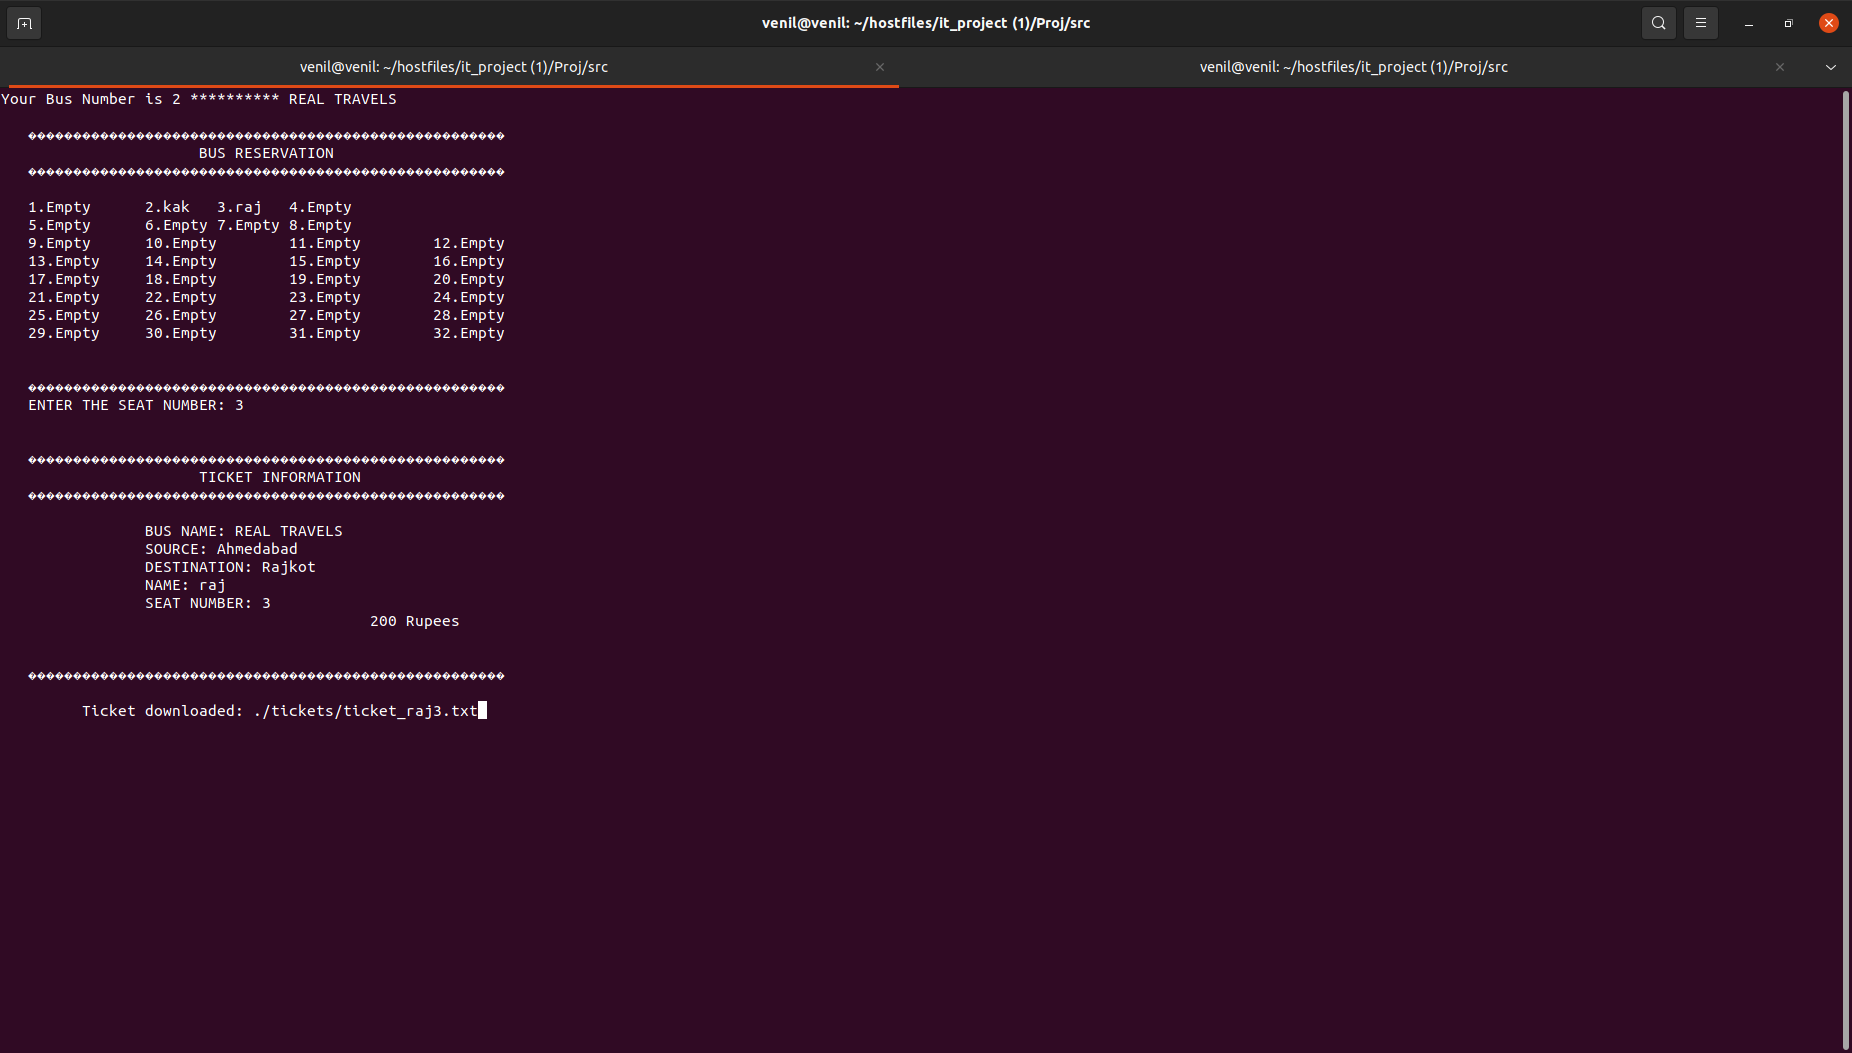 venil@venil: ~/hostfiles/it_project (1)/Proj/src
venil@venil: ~/hostfiles/it_project (1)/Proj/src venil@venil: ~/hostfiles/it_project (1)/Proj/src
Your Bus Number is 2 ********** REAL TRAVELS
�����������������������������������������������������
BUS RESERVATION
�����������������������������������������������������
1.Empty 2.kak 3.raj 4.Empty
5.Empty 6.Empty 7.Empty 8.Empty
9.Empty 10.Empty 11.Empty 12.Empty
13.Empty 14.Empty 15.Empty 16.Empty
17.Empty 18.Empty 19.Empty 20.Empty
21.Empty 22.Empty 23.Empty 24.Empty
25.Empty 26.Empty 27.Empty 28.Empty
29.Empty 30.Empty 31.Empty 32.Empty
�����������������������������������������������������
ENTER THE SEAT NUMBER: 3
�����������������������������������������������������
TICKET INFORMATION
�����������������������������������������������������
BUS NAME: REAL TRAVELS
SOURCE: Ahmedabad
DESTINATION: Rajkot
NAME: raj
SEAT NUMBER: 3
200 Rupees
�����������������������������������������������������
Ticket downloaded: ./tickets/ticket_raj3.txt